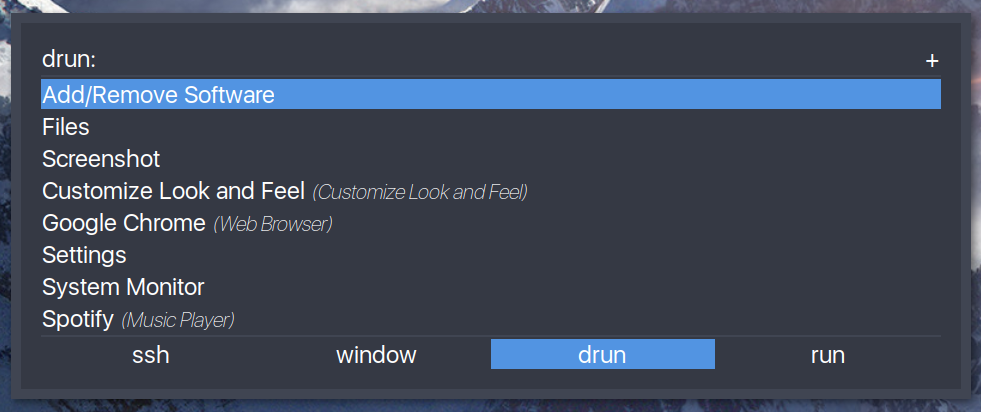 drun: +
Add/Remove Software
Files
Screenshot
Customize Look and Feel (Customize Look and Feel)
Google Chrome (Web Browser)
Settings
System Monitor
Spotify (Music Player)
ssh window drun run